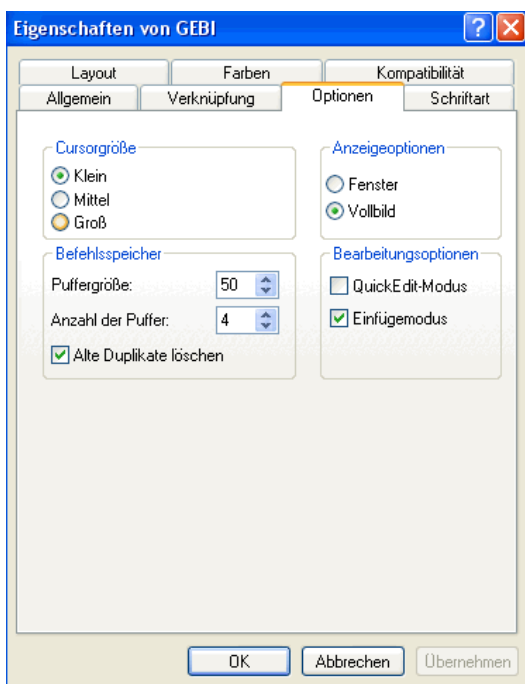 Eigenschaften von GEBI
?
Layout Farben Kompatibilität
Allgemein Verknüpfung Optionen Schriftart
Cursorgröße
Klein
Mittel
Groß
Anzeigeoptionen
Fenster
Vollbild
Befehlsspeicher
Puffergröße: 50
Anzahl der Puffer: 4
Alte Duplikate löschen
Bearbeitungsoptionen
QuickEdit-Modus
Einfügemodus
OK Abbrechen Übernehmen